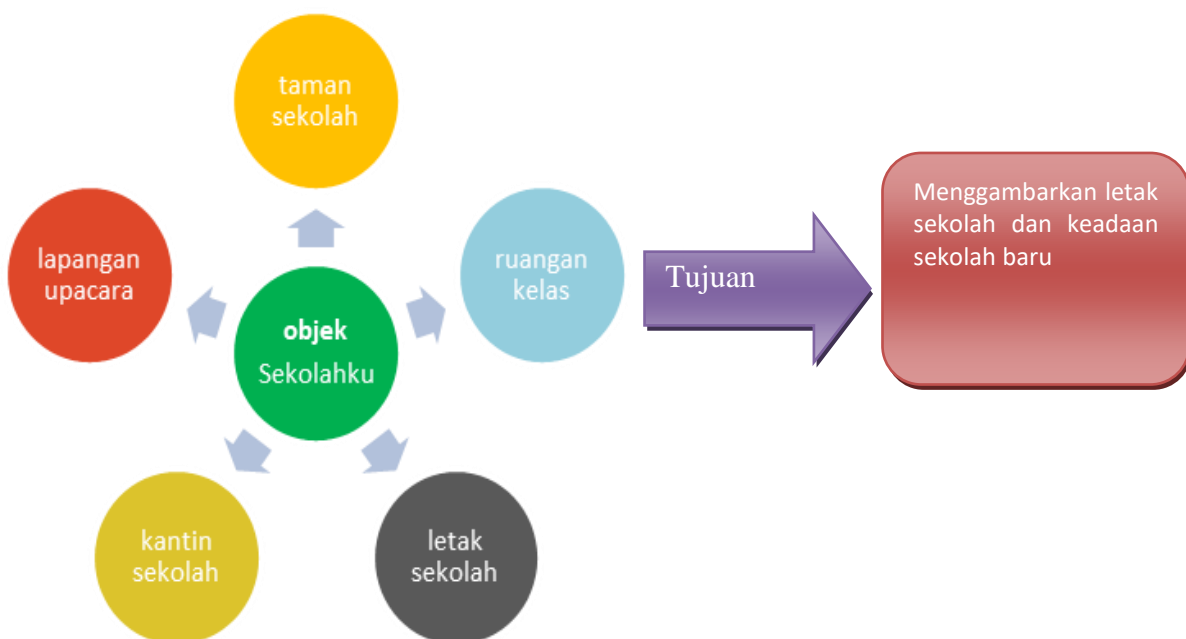 taman
sekolah
lapangan
upacara
objek
Sekolahku
ruangan
kelas
kantin
sekolah
letak
sekolah
Tujuan
Menggambarkan letak
sekolah dan keadaan
sekolah baru